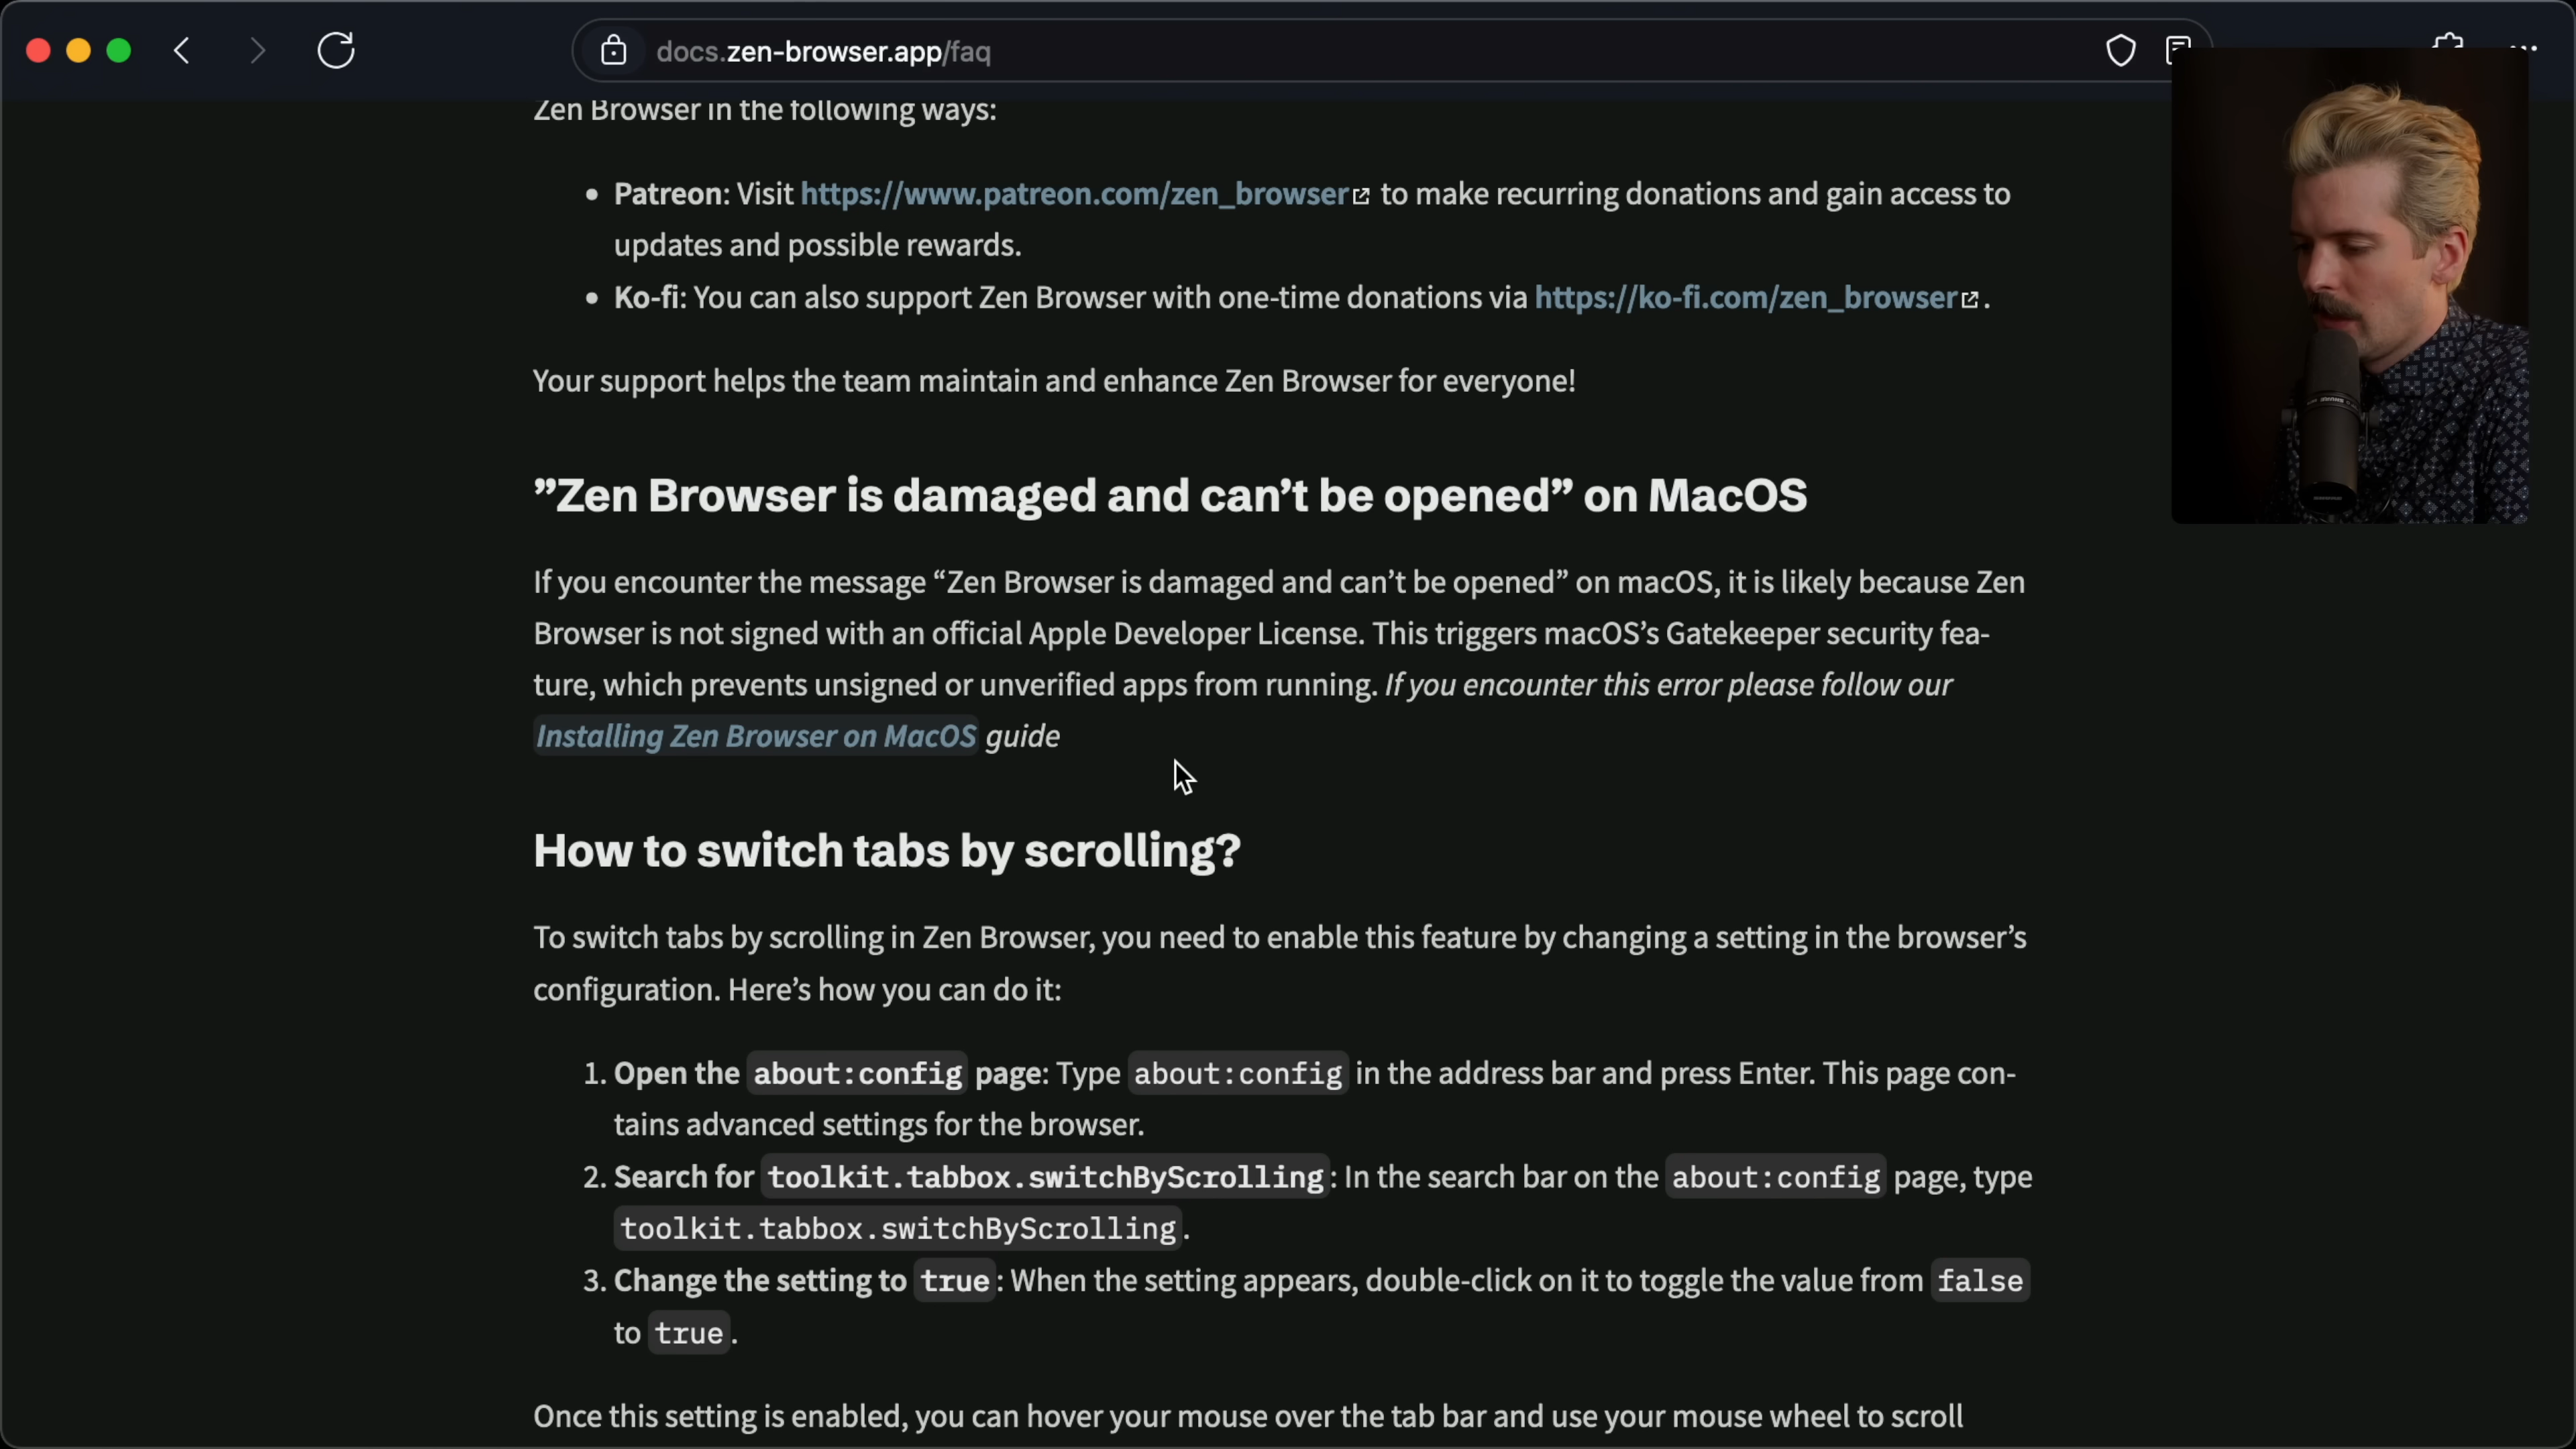 docs.zen-browser.app/faq
Zen Browser in the following ways:
• Patreon: Visit https://www.patreon.com/zen_browser to make recurring donations and gain access to
updates and possible rewards.
• Ko-fi: You can also support Zen Browser with one-time donations via https://ko-fi.com/zen_browser.
Your support helps the team maintain and enhance Zen Browser for everyone!
”Zen Browser is damaged and can’t be opened” on MacOS
If you encounter the message “Zen Browser is damaged and can’t be opened” on macOS, it is likely because Zen
Browser is not signed with an official Apple Developer License. This triggers macOS’s Gatekeeper security fea-
ture, which prevents unsigned or unverified apps from running. If you encounter this error please follow our
Installing Zen Browser on MacOS guide
How to switch tabs by scrolling?
To switch tabs by scrolling in Zen Browser, you need to enable this feature by changing a setting in the browser’s
configuration. Here’s how you can do it:
1. Open the about:config page: Type about:config in the address bar and press Enter. This page con-
tains advanced settings for the browser.
2. Search for toolkit.tabbox.switchByScrolling: In the search bar on the about:config page, type
toolkit.tabbox.switchByScrolling.
3. Change the setting to true: When the setting appears, double-click on it to toggle the value from false
to true.
Once this setting is enabled, you can hover your mouse over the tab bar and use your mouse wheel to scroll